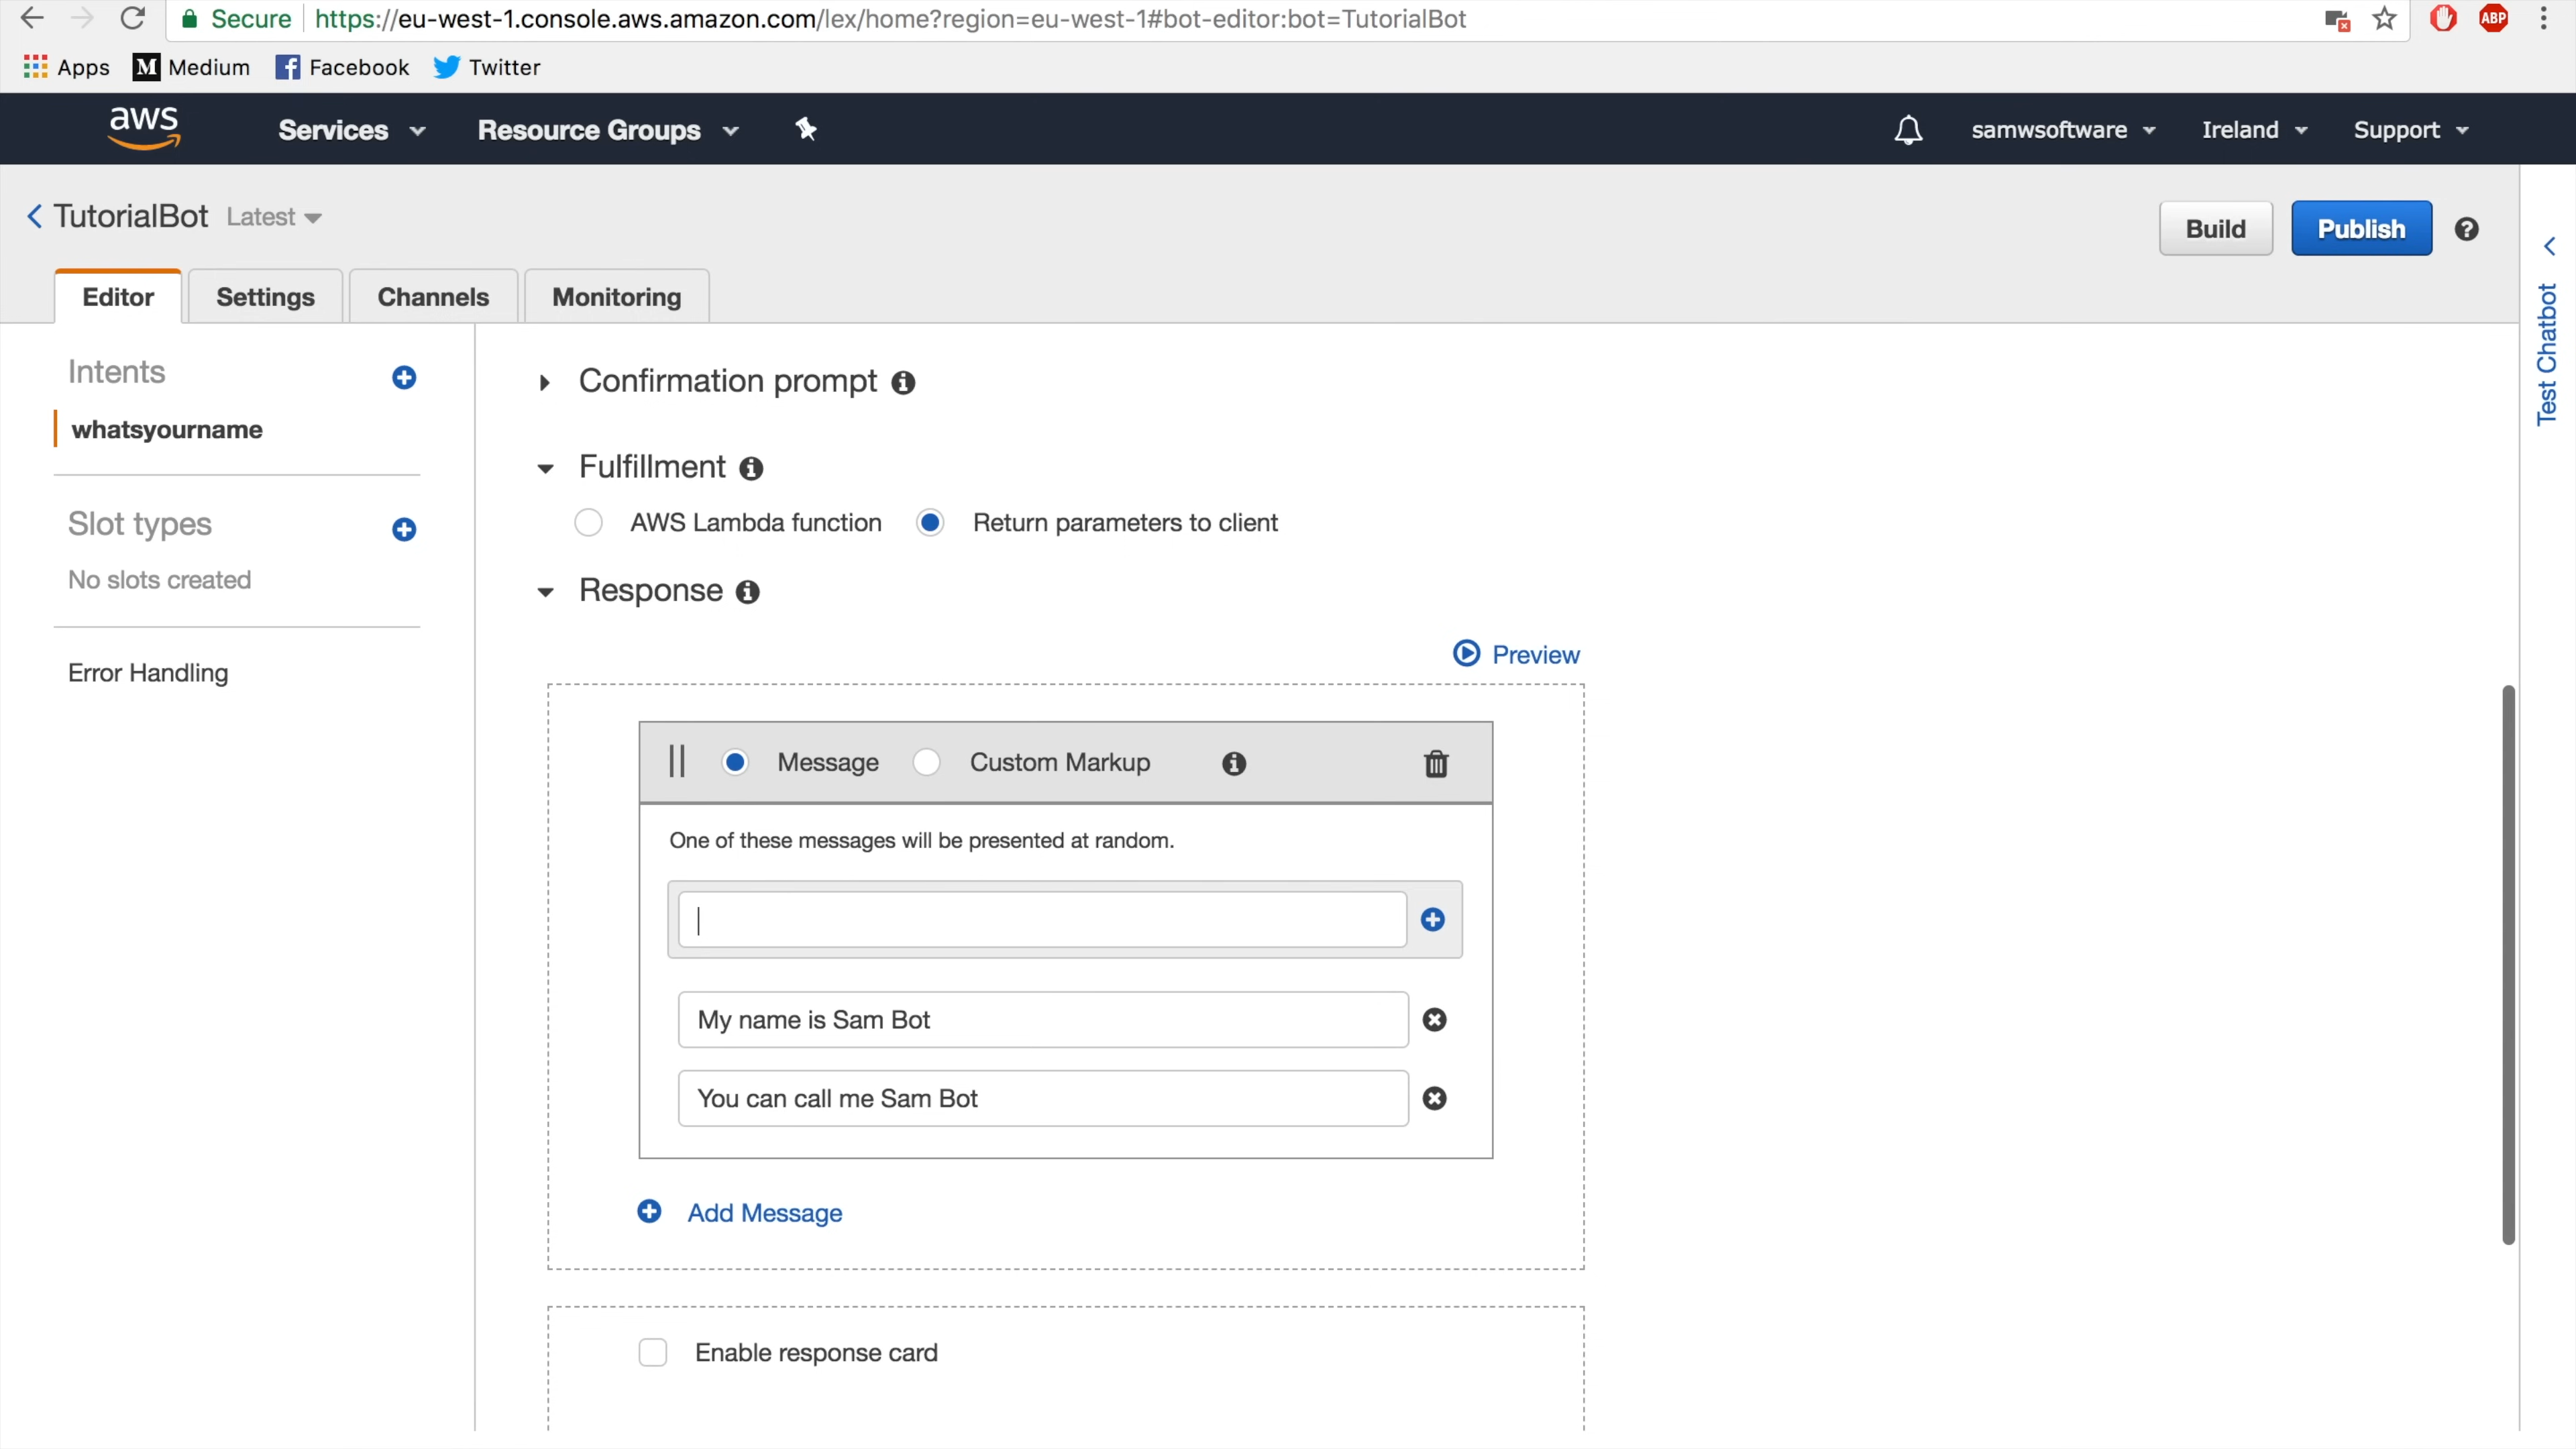 Secure https://eu-west-1.console.aws.amazon.com/lex/home?region=eu-west-1#bot-editor:bot=TutorialBot
ABP
Apps M Medium Facebook Twitter
aws Services Resource Groups samwsoftware Ireland Support
TutorialBot Latest
Build Publish
Editor Settings Channels Monitoring
Test Chatbot
Intents
whatsyourname
Slot types
No slots created
Error Handling
Confirmation prompt
Fulfillment
AWS Lambda function Return parameters to client
Response
Preview
Message Custom Markup
One of these messages will be presented at random.
My name is Sam Bot
You can call me Sam Bot
Add Message
Enable response card